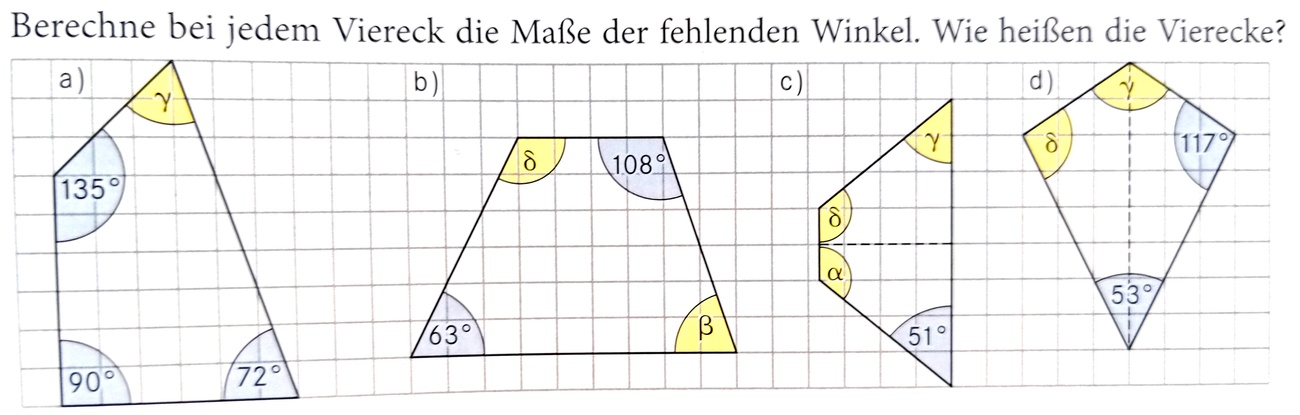 Berechne bei jedem Viereck die Maße der fehlenden Winkel. Wie heißen die Vierecke?
a)
γ
135°
90°
72°
b)
δ
108°
63°
β
c)
γ
δ
α
51°
d)
γ
δ
117°
53°